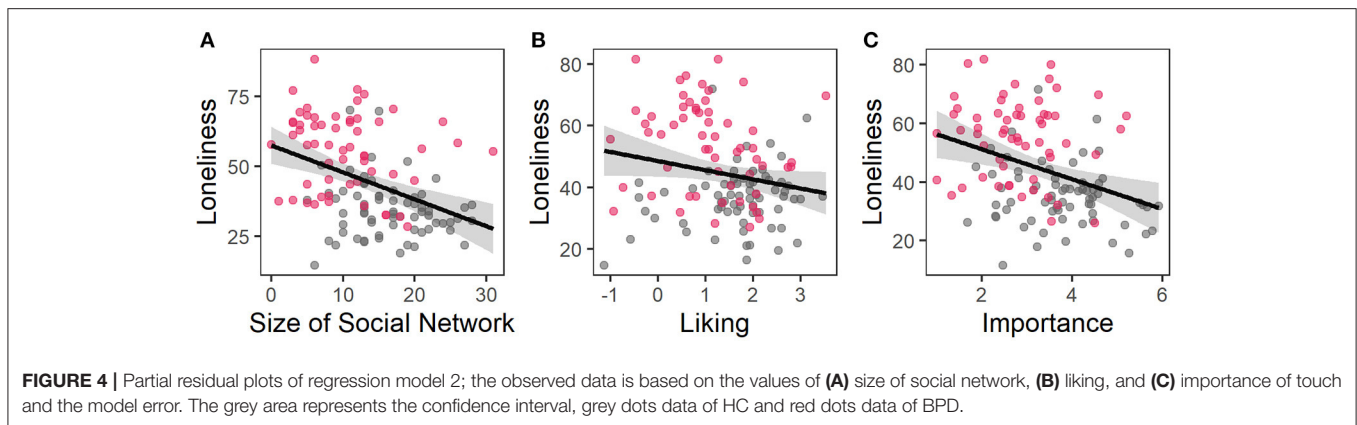 A
B
C
Loneliness
75
50
25
0
10
20
30
Size of Social Network
Loneliness
80
60
40
20
-1
0
1
2
3
Liking
Loneliness
80
60
40
20
2
4
6
Importance
FIGURE 4 | Partial residual plots of regression model 2; the observed data is based on the values of (A) size of social network, (B) liking, and (C) importance of touch
and the model error. The grey area represents the confidence interval, grey dots data of HC and red dots data of BPD.